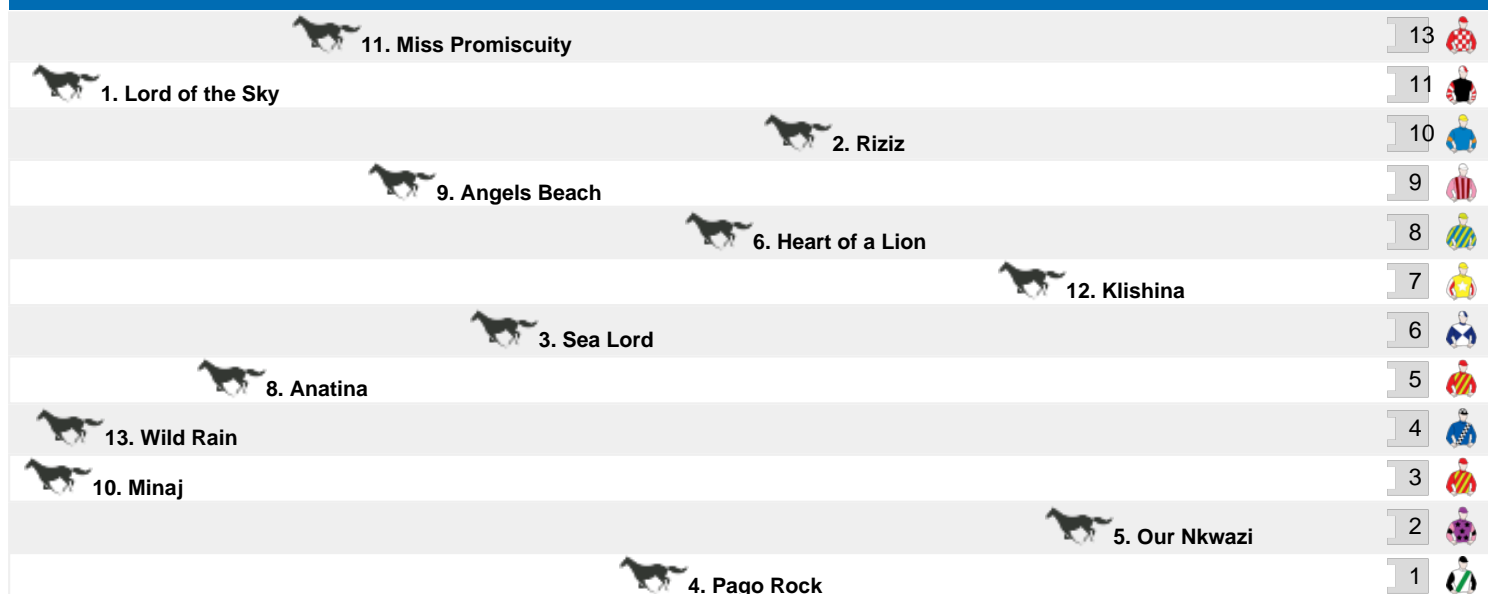 11. Miss Promiscuity 13
1. Lord of the Sky 11
2. Riziz 10
9. Angels Beach 9
6. Heart of a Lion 8
12. Klishina 7
3. Sea Lord 6
8. Anatina 5
13. Wild Rain 4
10. Minaj 3
5. Our Nkwazi 2
4. Pago Rock 1